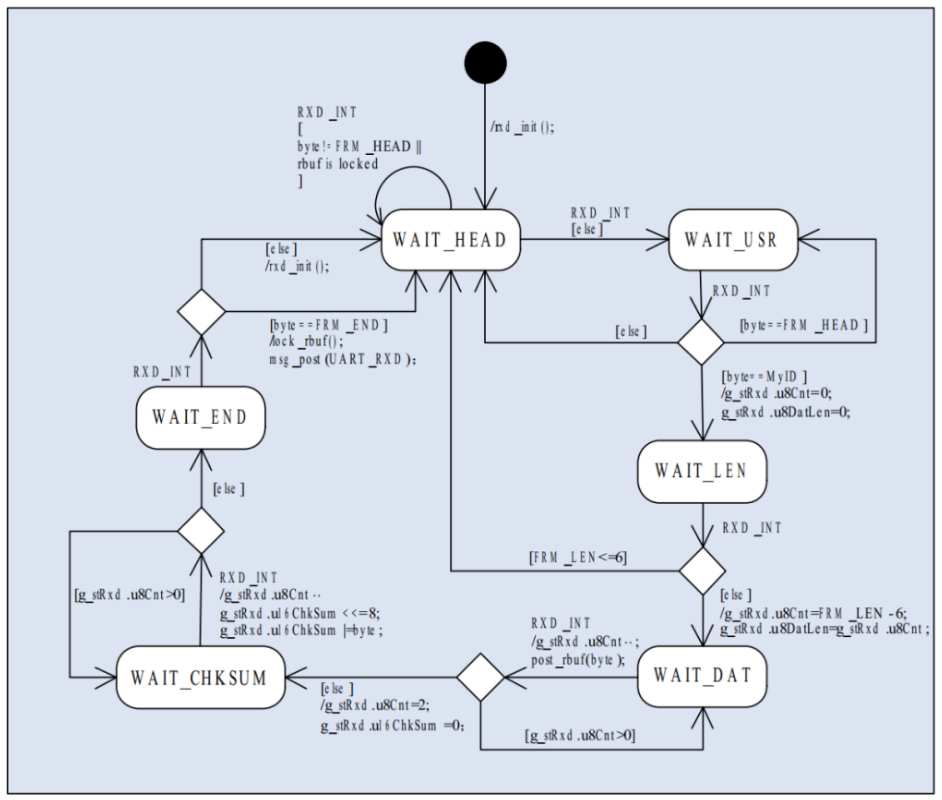 /rxd_init();
RXD_INT
[
byte!=FRM_HEAD ||
rbuf is locked
]
WAIT_HEAD
RXD_INT
[else]
WAIT_USR
[else]
/rxd_init();
RXD_INT
[byte==FRM_END]
/lock_rbuf();
msg_post(UART_RXD);
[else]
[byte==FRM_HEAD]
RXD_INT
WAIT_END
[byte==MyID]
/g_stRxd.u8Cnt=0;
g_stRxd.u8DatLen=0;
WAIT_LEN
[else]
RXD_INT
[FRM_LEN<=6]
[g_stRxd.u8Cnt>0]
RXD_INT
/g_stRxd.u8Cnt--
g_stRxd.u16ChkSum <<=8;
g_stRxd.u16ChkSum |=byte;
[else]
/g_stRxd.u8Cnt=FRM_LEN-6;
g_stRxd.u8DatLen=g_stRxd.u8Cnt;
RXD_INT
/g_stRxd.u8Cnt--;
post_rbuf(byte);
WAIT_CHKSUM
WAIT_DAT
[else]
/g_stRxd.u8Cnt=2;
g_stRxd.u16ChkSum=0;
[g_stRxd.u8Cnt>0]